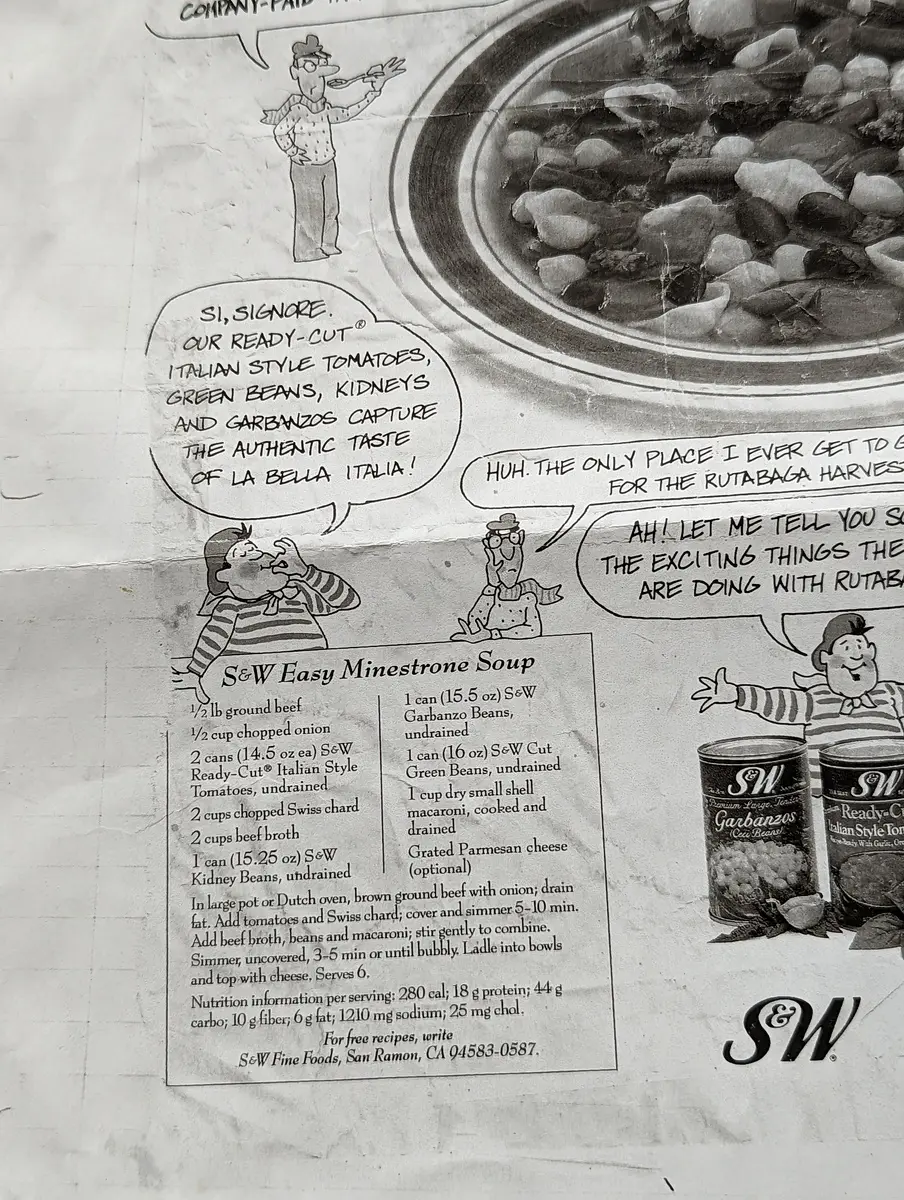 COMPANY-PAID
SI, SIGNORE.
OUR READY-CUT®
ITALIAN STYLE TOMATOES,
GREEN BEANS, KIDNEYS
AND GARBANZOS CAPTURE
THE AUTHENTIC TASTE
OF LA BELLA ITALIA!
HUH. THE ONLY PLACE I EVER GET TO G
FOR THE RUTABAGA HARVES
AH! LET ME TELL YOU SO
THE EXCITING THINGS THE
ARE DOING WITH RUTAB
S&W Easy Minestrone Soup
1/2 lb ground beef
1/2 cup chopped onion
2 cans (14.5 oz ea) S&W
Ready-Cut® Italian Style
Tomatoes, undrained
2 cups chopped Swiss chard
2 cups beef broth
1 can (15.25 oz) S&W
Kidney Beans, undrained
1 can (15.5 oz) S&W
Garbanzo Beans,
undrained
1 can (16 oz) S&W Cut
Green Beans, undrained
1 cup dry small shell
macaroni, cooked and
drained
Grated Parmesan cheese
(optional)
In large pot or Dutch oven, brown ground beef with onion; drain
fat. Add tomatoes and Swiss chard; cover and simmer 5-10 min.
Add beef broth, beans and macaroni; stir gently to combine.
Simmer, uncovered, 3-5 min or until bubbly. Ladle into bowls
and top with cheese. Serves 6.
Nutrition information per serving: 280 cal; 18 g protein; 44 g
carbo; 10 g fiber; 6 g fat; 1210 mg sodium; 25 mg chol.
For free recipes, write
S&W Fine Foods, San Ramon, CA 94583-0587.
S&W
Premium Large, Tender
Garbanzos
(Ceci Beans)
S&W
Ready-C
Italian Style Tom
S&W®